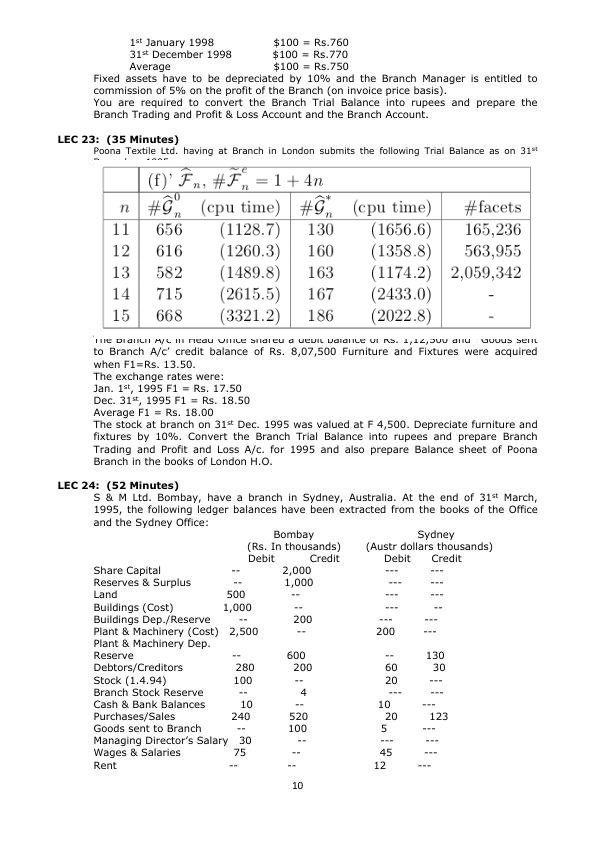 1st January 1998 $100 = Rs.760
31st December 1998 $100 = Rs.770
Average $100 = Rs.750
Fixed assets have to be depreciated by 10% and the Branch Manager is entitled to
commission of 5% on the profit of the Branch (on invoice price basis).
You are required to convert the Branch Trial Balance into rupees and prepare the
Branch Trading and Profit & Loss Account and the Branch Account.
LEC 23: (35 Minutes)
Poona Textile Ltd. having at Branch in London submits the following Trial Balance as on 31st
(f)' $\widehat{\mathcal{F}}_n$, $\#\widetilde{\mathcal{F}}_n^e = 1 + 4n$
n $\#\widehat{\mathcal{G}}_n^0$ (cpu time) $\#\widehat{\mathcal{G}}_n^*$ (cpu time) #facets
11 656 (1128.7) 130 (1656.6) 165,236
12 616 (1260.3) 160 (1358.8) 563,955
13 582 (1489.8) 163 (1174.2) 2,059,342
14 715 (2615.5) 167 (2433.0) -
15 668 (3321.2) 186 (2022.8) -
The Branch A/c in Head Office shared a debit balance of Rs. 1,12,500 and "Goods sent
to Branch A/c' credit balance of Rs. 8,07,500 Furniture and Fixtures were acquired
when F1=Rs. 13.50.
The exchange rates were:
Jan. 1st, 1995 F1 = Rs. 17.50
Dec. 31st, 1995 F1 = Rs. 18.50
Average F1 = Rs. 18.00
The stock at branch on 31st Dec. 1995 was valued at F 4,500. Depreciate furniture and
fixtures by 10%. Convert the Branch Trial Balance into rupees and prepare Branch
Trading and Profit and Loss A/c. for 1995 and also prepare Balance sheet of Poona
Branch in the books of London H.O.
LEC 24: (52 Minutes)
S & M Ltd. Bombay, have a branch in Sydney, Australia. At the end of 31st March,
1995, the following ledger balances have been extracted from the books of the Office
and the Sydney Office:
Bombay Sydney
(Rs. In thousands) (Austr dollars thousands)
Debit Credit Debit Credit
Share Capital -- 2,000 --- ---
Reserves & Surplus -- 1,000 --- ---
Land 500 -- --- ---
Buildings (Cost) 1,000 -- --- --
Buildings Dep./Reserve -- 200 --- ---
Plant & Machinery (Cost) 2,500 -- 200 ---
Plant & Machinery Dep.
Reserve -- 600 -- 130
Debtors/Creditors 280 200 60 30
Stock (1.4.94) 100 -- 20 ---
Branch Stock Reserve -- 4 --- ---
Cash & Bank Balances 10 -- 10 ---
Purchases/Sales 240 520 20 123
Goods sent to Branch -- 100 5 ---
Managing Director's Salary 30 -- --- ---
Wages & Salaries 75 -- 45 ---
Rent -- -- 12 ---
10